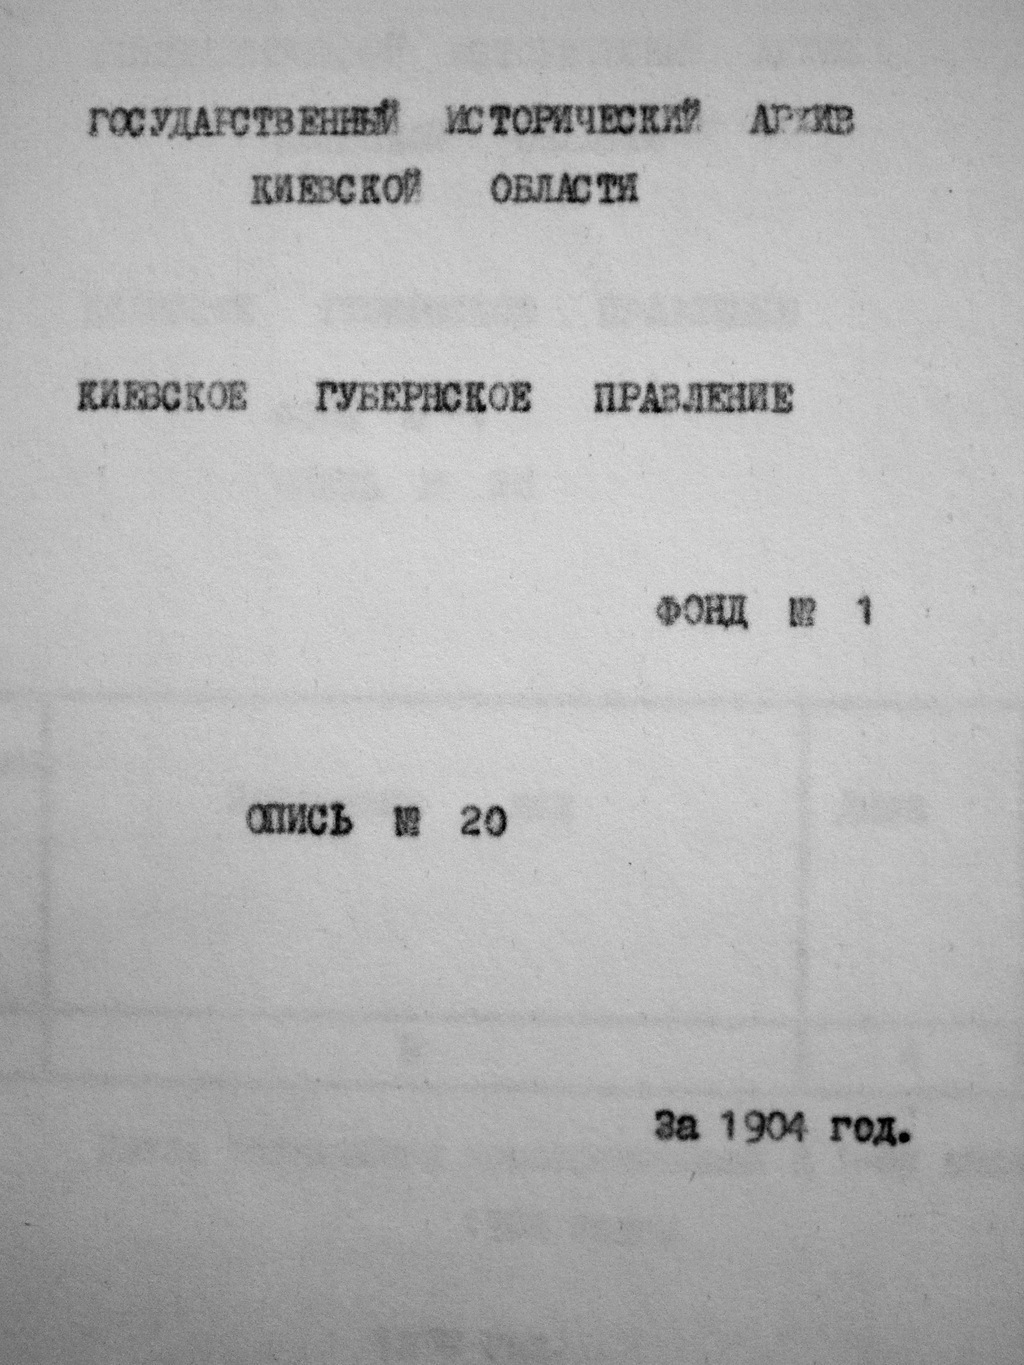 ГОСУДАРСТВЕННЫЙ ИСТОРИЧЕСКИЙ АРХИВ
КИЕВСКОЙ ОБЛАСТИ
КИЕВСКОЕ ГУБЕРНСКОЕ ПРАВЛЕНИЕ
ФОНД № 1
ОПИСЬ № 20
За 1904 год.